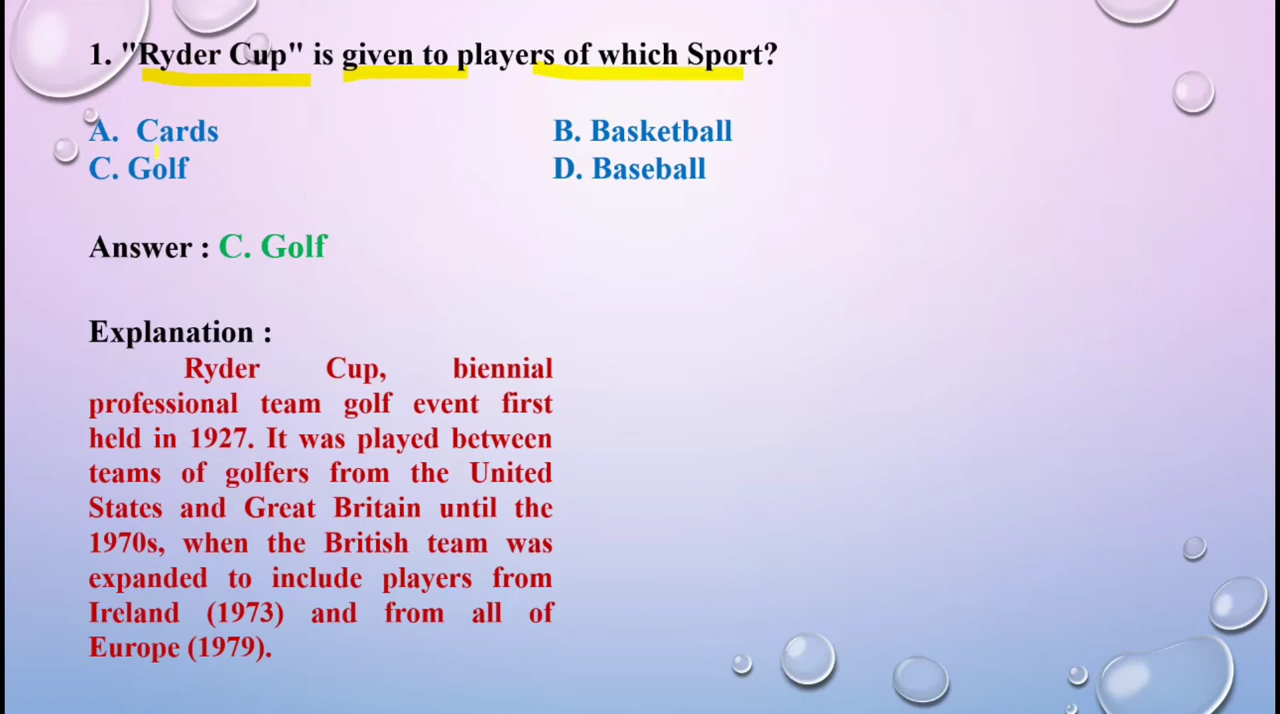 1. "Ryder Cup" is given to players of which Sport?
A. Cards B. Basketball
C. Golf D. Baseball
Answer : C. Golf
Explanation :
Ryder Cup, biennial
professional team golf event first
held in 1927. It was played between
teams of golfers from the United
States and Great Britain until the
1970s, when the British team was
expanded to include players from
Ireland (1973) and from all of
Europe (1979).